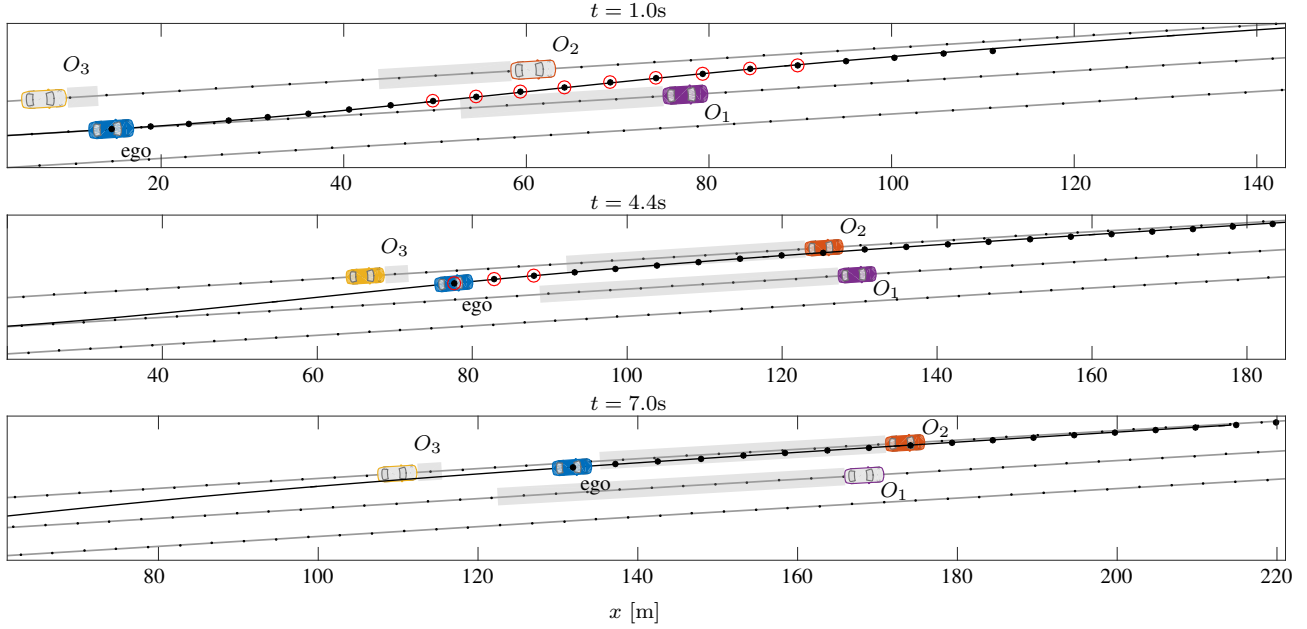 t = 1.0s
O3
O2
O1
ego
20 40 60 80 100 120 140
t = 4.4s
O3
O2
O1
ego
40 60 80 100 120 140 160 180
t = 7.0s
O3
O2
ego
O1
80 100 120 140 160 180 200 220
x [m]